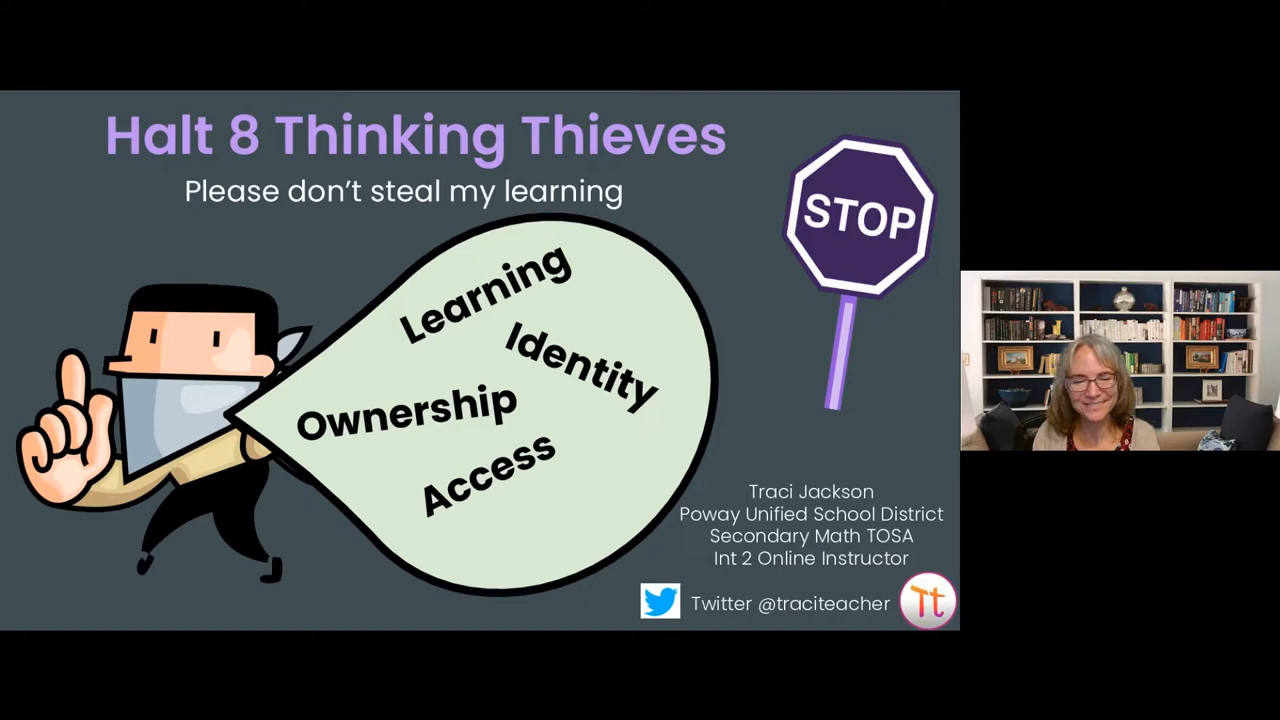 Halt 8 Thinking Thieves
Please don't steal my learning
STOP
Learning
Identity
Ownership
Access
Traci Jackson
Poway Unified School District
Secondary Math TOSA
Int 2 Online Instructor
Twitter @traciteacher
Tt